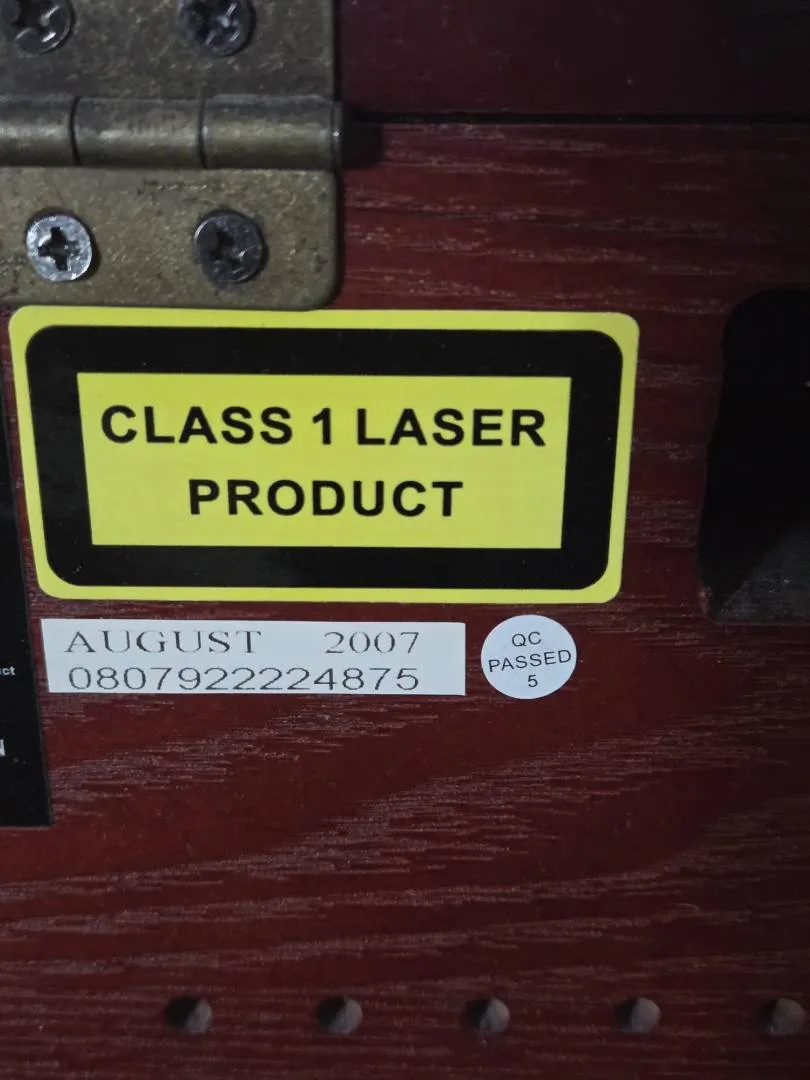 CLASS 1 LASER
PRODUCT
AUGUST 2007
0807922224875
QC
PASSED
5